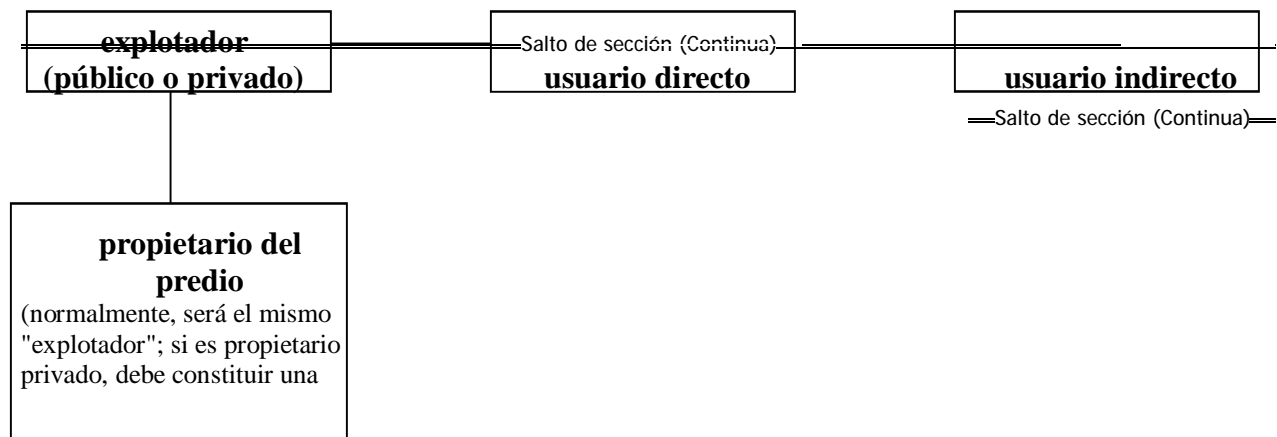 explotador
(público o privado)
Salto de sección (Continua)
usuario directo
usuario indirecto
Salto de sección (Continua)
propietario del
predio
(normalmente, será el mismo
"explotador"; si es propietario
privado, debe constituir una